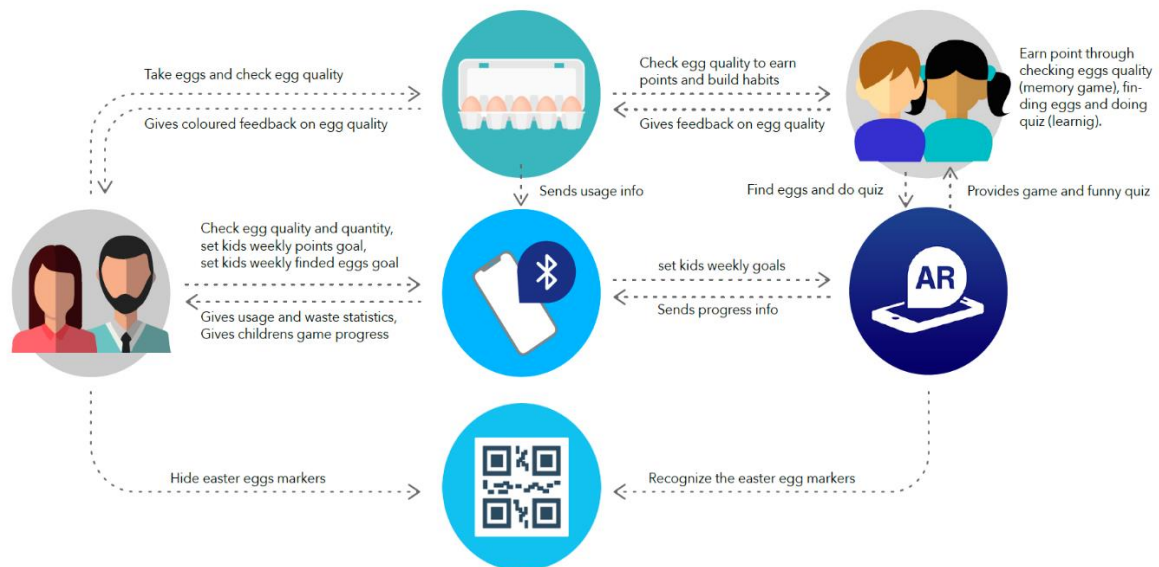 Take eggs and check egg quality
Gives coloured feedback on egg quality
Check egg quality to earn
points and build habits
Gives feedback on egg quality
Earn point through
checking eggs quality
(memory game), fin-
ding eggs and doing
quiz (learnig).
Sends usage info
Find eggs and do quiz
Provides game and funny quiz
Check egg quality and quantity,
set kids weekly points goal,
set kids weekly finded eggs goal
Gives usage and waste statistics,
Gives childrens game progress
set kids weekly goals
Sends progress info
AR
Hide easter eggs markers
Recognize the easter egg markers